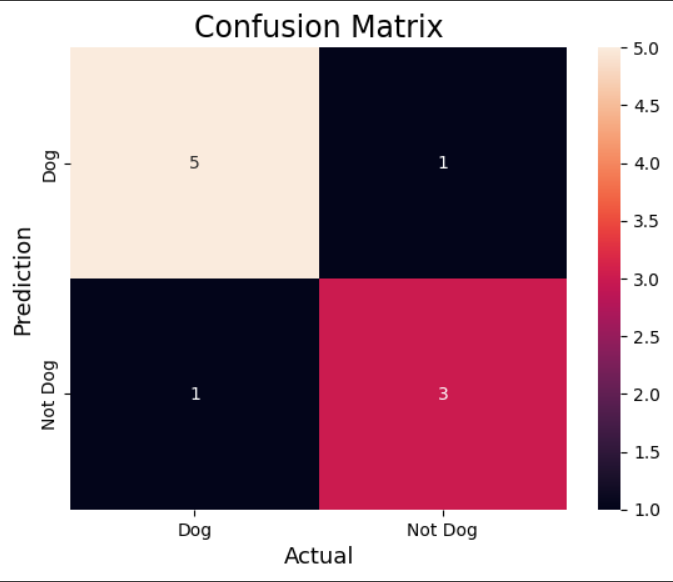 Confusion Matrix
Prediction
Dog
Not Dog
5
1
1
3
Dog
Not Dog
Actual
5.0
4.5
4.0
3.5
3.0
2.5
2.0
1.5
1.0